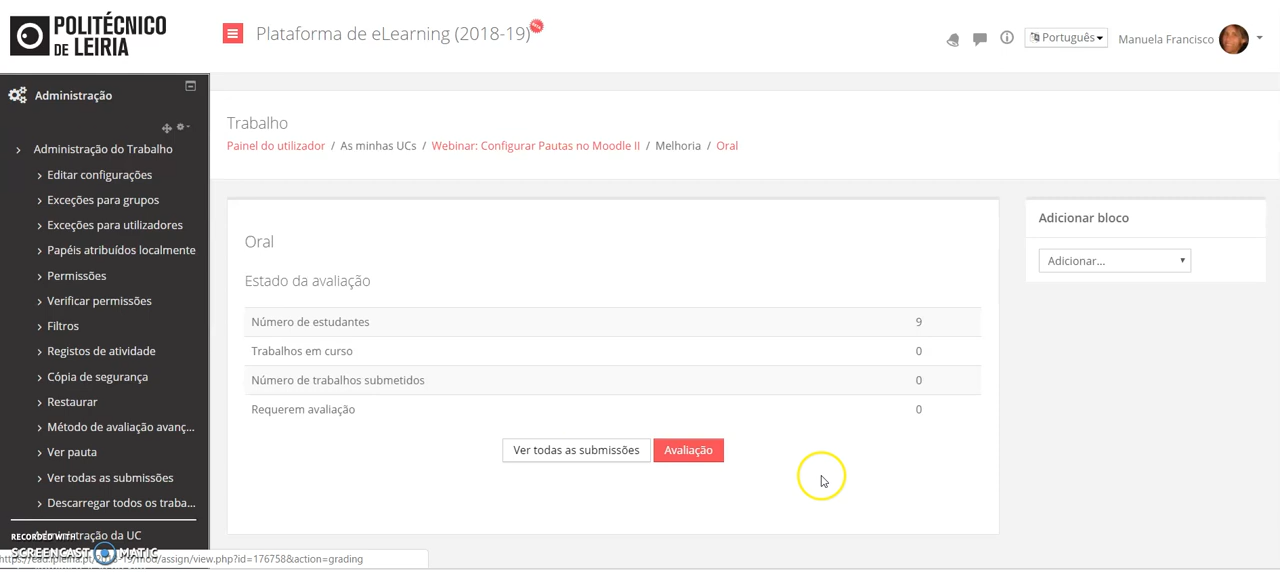 POLITÉCNICO
DE LEIRIA
Plataforma de eLearning (2018-19)
BETA
Português
Manuela Francisco
Administração
Administração do Trabalho
Editar configurações
Exceções para grupos
Exceções para utilizadores
Papéis atribuídos localmente
Permissões
Verificar permissões
Filtros
Registos de atividade
Cópia de segurança
Restaurar
Método de avaliação avanç...
Ver pauta
Ver todas as submissões
Descarregar todos os traba...
Administração da UC
Trabalho
Painel do utilizador / As minhas UCs / Webinar: Configurar Pautas no Moodle II / Melhoria / Oral
Oral
Estado da avaliação
Número de estudantes 9
Trabalhos em curso 0
Número de trabalhos submetidos 0
Requerem avaliação 0
Ver todas as submissões Avaliação
Adicionar bloco
Adicionar...
RECORDED WITH
SCREENCAST MATIC